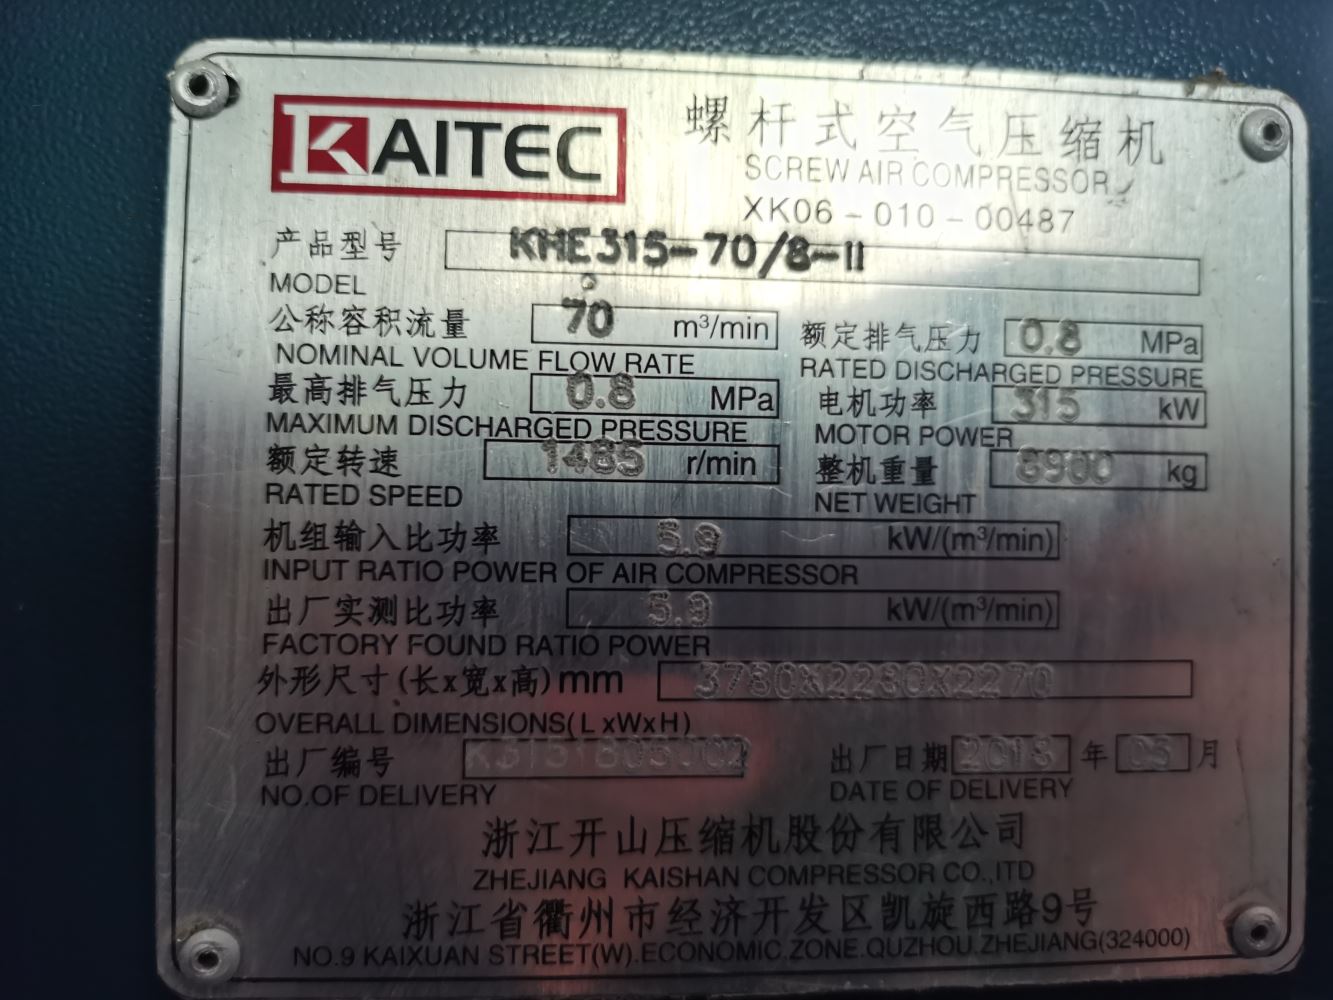 KAITEC
螺杆式空气压缩机
SCREW AIR COMPRESSOR
XK06-010-00487
产品型号 KHE315-70/8-II
MODEL
公称容积流量 70 m³/min 额定排气压力 0.8 MPa
NOMINAL VOLUME FLOW RATE RATED DISCHARGED PRESSURE
最高排气压力 0.8 MPa 电机功率 315 kW
MAXIMUM DISCHARGED PRESSURE MOTOR POWER
额定转速 1485 r/min 整机重量 8900 kg
RATED SPEED NET WEIGHT
机组输入比功率 5.9 kW/(m³/min)
INPUT RATIO POWER OF AIR COMPRESSOR
出厂实测比功率 5.9 kW/(m³/min)
FACTORY FOUND RATIO POWER
外形尺寸(长x宽x高)mm
OVERALL DIMENSIONS(LxWxH)
出厂编号 出厂日期 2018 年 05 月
NO.OF DELIVERY DATE OF DELIVERY
浙江开山压缩机股份有限公司
ZHEJIANG KAISHAN COMPRESSOR CO.,LTD
浙江省衢州市经济开发区凯旋西路9号
NO.9 KAIXUAN STREET(W).ECONOMIC.ZONE.QUZHOU.ZHEJIANG(324000)